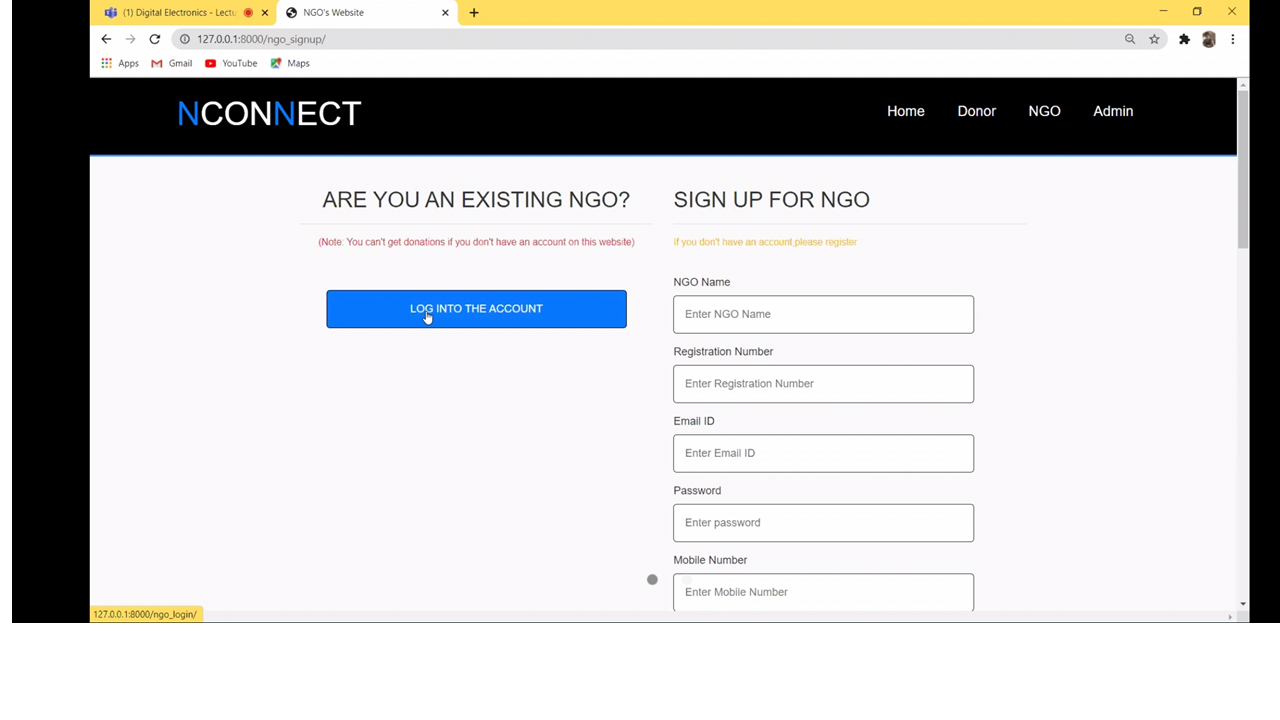 (1) Digital Electronics - Lectu
NGO's Website
127.0.0.1:8000/ngo_signup/
Apps
Gmail
YouTube
Maps
NCONNECT
Home
Donor
NGO
Admin
ARE YOU AN EXISTING NGO?
(Note: You can't get donations if you don't have an account on this website)
LOG INTO THE ACCOUNT
SIGN UP FOR NGO
If you don't have an account,please register
NGO Name
Enter NGO Name
Registration Number
Enter Registration Number
Email ID
Enter Email ID
Password
Enter password
Mobile Number
Enter Mobile Number
127.0.0.1:8000/ngo_login/